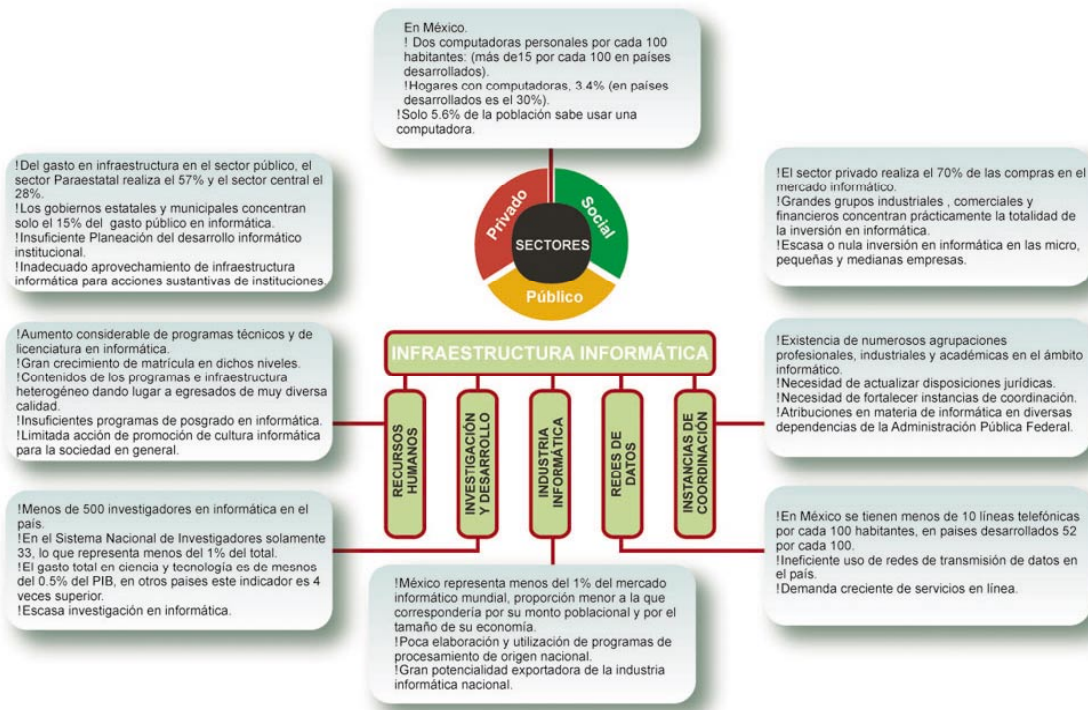 En México.
! Dos computadoras personales por cada 100
habitantes: (más de15 por cada 100 en países
desarrollados).
!Hogares con computadoras, 3.4% (en países
desarrollados es el 30%).
!Solo 5.6% de la población sabe usar una
computadora.
!Del gasto en infraestructura en el sector público, el
sector Paraestatal realiza el 57% y el sector central el
28%.
!Los gobiernos estatales y municipales concentran
solo el 15% del gasto público en informática.
!Insuficiente Planeación del desarrollo informático
institucional.
!Inadecuado aprovechamiento de infraestructura
informática para acciones sustantivas de instituciones.
Privado
Social
SECTORES
Público
!El sector privado realiza el 70% de las compras en el
mercado informático.
!Grandes grupos industriales , comerciales y
financieros concentran prácticamente la totalidad de
la inversión en informática.
!Escasa o nula inversión en informática en las micro,
pequeñas y medianas empresas.
INFRAESTRUCTURA INFORMÁTICA
!Aumento considerable de programas técnicos y de
licenciatura en informática.
!Gran crecimiento de matrícula en dichos niveles.
!Contenidos de los programas e infraestructura
heterogéneo dando lugar a egresados de muy diversa
calidad.
!Insuficientes programas de posgrado en informática.
!Limitada acción de promoción de cultura informática
para la sociedad en general.
RECURSOS
HUMANOS
INVESTIGACIÓN
Y DESARROLLO
INDUSTRIA
INFORMÁTICA
REDES DE
DATOS
INSTANCIAS DE
COORDINACIÓN
!Existencia de numerosos agrupaciones
profesionales, industriales y académicas en el ámbito
informático.
!Necesidad de actualizar disposiciones jurídicas.
!Necesidad de fortalecer instancias de coordinación.
!Atribuciones en materia de informática en diversas
dependencias de la Administración Pública Federal.
!Menos de 500 investigadores en informática en el
país.
!En el Sistema Nacional de Investigadores solamente
33, lo que representa menos del 1% del total.
!El gasto total en ciencia y tecnología es de mesnos
del 0.5% del PIB, en otros paises este indicador es 4
veces superior.
!Escasa investigación en informática.
!México representa menos del 1% del mercado
informático mundial, proporción menor a la que
correspondería por su monto poblacional y por el
tamaño de su economía.
!Poca elaboración y utilización de programas de
procesamiento de origen nacional.
!Gran potencialidad exportadora de la industria
informática nacional.
!En México se tienen menos de 10 líneas telefónicas
por cada 100 habitantes, en paises desarrollados 52
por cada 100.
!Ineficiente uso de redes de transmisión de datos en
el país.
!Demanda creciente de servicios en línea.